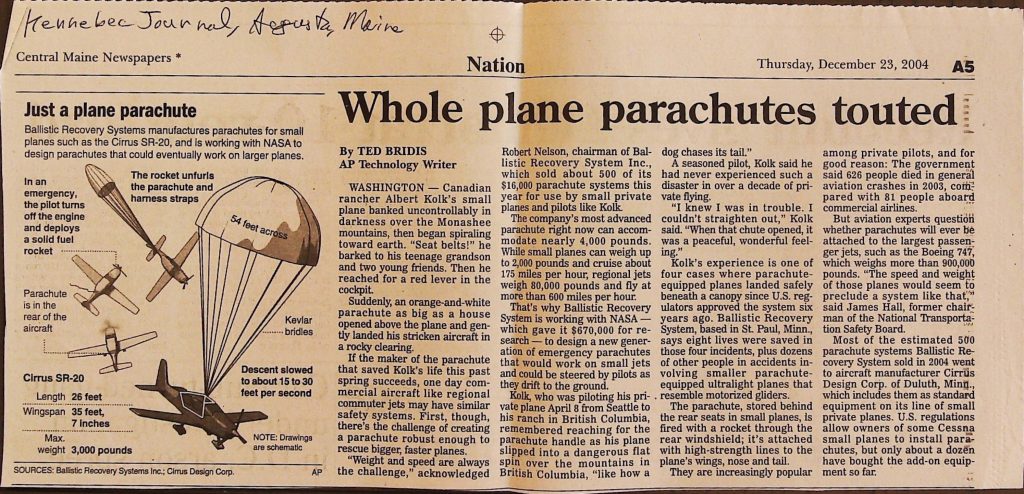 Kennebec Journal, Augusta, Maine
Central Maine Newspapers *
Nation
Thursday, December 23, 2004 A5
Just a plane parachute
Ballistic Recovery Systems manufactures parachutes for small
planes such as the Cirrus SR-20, and is working with NASA to
design parachutes that could eventually work on larger planes.
In an
emergency,
the pilot turns
off the engine
and deploys
a solid fuel
rocket
The rocket unfurls
the parachute and
harness straps
54 feet across
Parachute
is in the
rear of the
aircraft
Kevlar
bridles
Cirrus SR-20
Length 26 feet
Wingspan 35 feet,
7 inches
Max.
weight 3,000 pounds
Descent slowed
to about 15 to 30
feet per second
NOTE: Drawings
are schematic
SOURCES: Ballistic Recovery Systems Inc.; Cirrus Design Corp.
AP
Whole plane parachutes touted
By TED BRIDIS
AP Technology Writer
WASHINGTON — Canadian
rancher Albert Kolk's small
plane banked uncontrollably in
darkness over the Monashee
mountains, then began spiraling
toward earth. "Seat belts!" he
barked to his teenage grandson
and two young friends. Then he
reached for a red lever in the
cockpit.
Suddenly, an orange-and-white
parachute as big as a house
opened above the plane and gen-
tly landed his stricken aircraft in
a rocky clearing.
If the maker of the parachute
that saved Kolk's life this past
spring succeeds, one day com-
mercial aircraft like regional
commuter jets may have similar
safety systems. First, though,
there's the challenge of creating
a parachute robust enough to
rescue bigger, faster planes.
"Weight and speed are always
the challenge," acknowledged
Robert Nelson, chairman of Bal-
listic Recovery System Inc.,
which sold about 500 of its
$16,000 parachute systems this
year for use by small private
planes and pilots like Kolk.
The company's most advanced
parachute right now can accom-
modate nearly 4,000 pounds.
While small planes can weigh up
to 2,000 pounds and cruise about
175 miles per hour, regional jets
weigh 80,000 pounds and fly at
more than 600 miles per hour.
That's why Ballistic Recovery
System is working with NASA —
which gave it $670,000 for re-
search — to design a new gener-
ation of emergency parachutes
that would work on small jets
and could be steered by pilots as
they drift to the ground.
Kolk, who was piloting his pri-
vate plane April 8 from Seattle to
his ranch in British Columbia,
remembered reaching for the
parachute handle as his plane
slipped into a dangerous flat
spin over the mountains in
British Columbia, "like how a
dog chases its tail."
A seasoned pilot, Kolk said he
had never experienced such a
disaster in over a decade of pri-
vate flying.
"I knew I was in trouble. I
couldn't straighten out," Kolk
said. "When that chute opened, it
was a peaceful, wonderful feel-
ing."
Kolk's experience is one of
four cases where parachute-
equipped planes landed safely
beneath a canopy since U.S. reg-
ulators approved the system six
years ago. Ballistic Recovery
System, based in St. Paul, Minn.,
says eight lives were saved in
those four incidents, plus dozens
of other people in accidents in-
volving smaller parachute-
equipped ultralight planes that
resemble motorized gliders.
The parachute, stored behind
the rear seats in small planes, is
fired with a rocket through the
rear windshield; it's attached
with high-strength lines to the
plane's wings, nose and tail.
They are increasingly popular
among private pilots, and for
good reason: The government
said 626 people died in general
aviation crashes in 2003, com-
pared with 81 people aboard
commercial airlines.
But aviation experts question
whether parachutes will ever be
attached to the largest passen-
ger jets, such as the Boeing 747,
which weighs more than 900,000
pounds. "The speed and weight
of those planes would seem to
preclude a system like that,"
said James Hall, former chair-
man of the National Transporta-
tion Safety Board.
Most of the estimated 500
parachute systems Ballistic Re-
covery System sold in 2004 went
to aircraft manufacturer Cirrus
Design Corp. of Duluth, Minn.,
which includes them as standard
equipment on its line of small
private planes. U.S. regulations
allow owners of some Cessna
small planes to install para-
chutes, but only about a dozen
have bought the add-on equip-
ment so far.